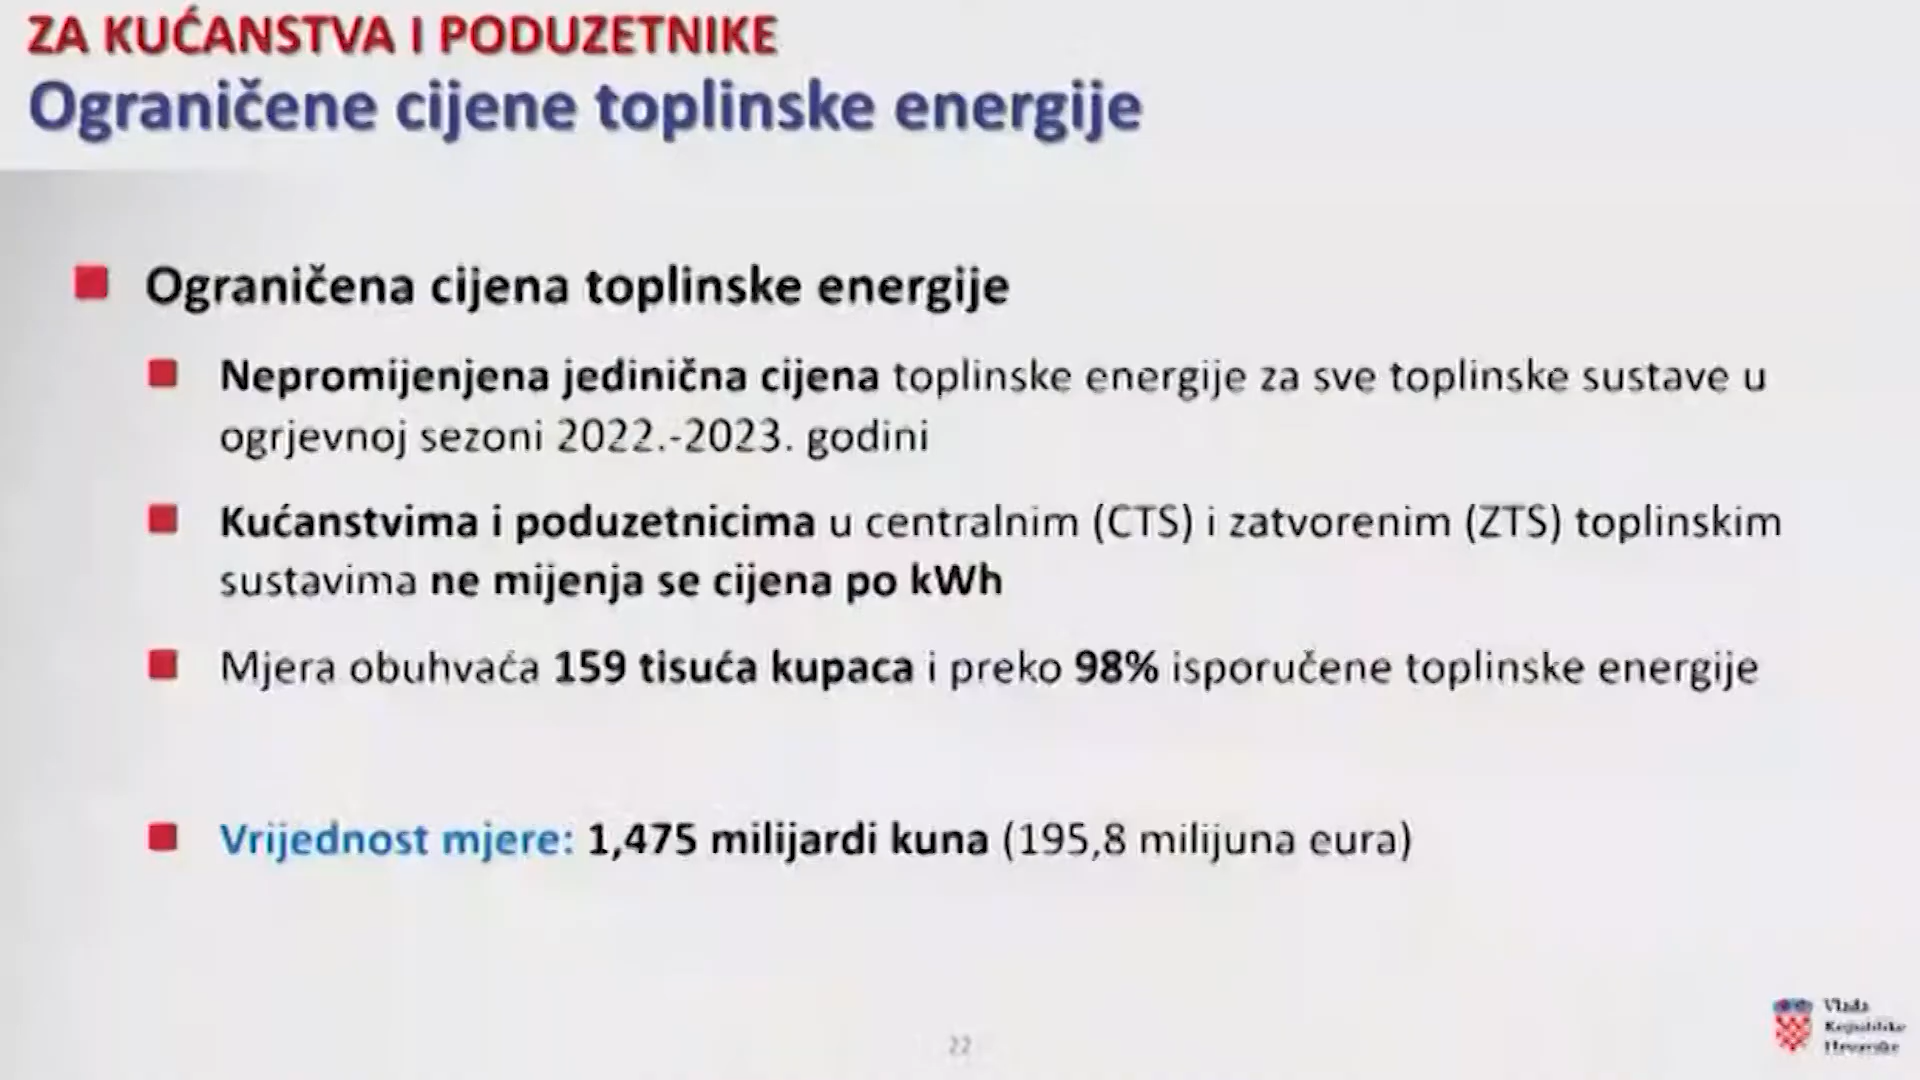 ZA KUĆANSTVA I PODUZETNIKE
Ograničene cijene toplinske energije
Ograničena cijena toplinske energije
Nepromijenjena jedinična cijena toplinske energije za sve toplinske sustave u
ogrjevnoj sezoni 2022.-2023. godini
Kućanstvima i poduzetnicima u centralnim (CTS) i zatvorenim (ZTS) toplinskim
sustavima ne mijenja se cijena po kWh
Mjera obuhvaća 159 tisuća kupaca i preko 98% isporučene toplinske energije
Vrijednost mjere: 1,475 milijardi kuna (195,8 milijuna eura)
22
Vlada
Republike
Hrvatske